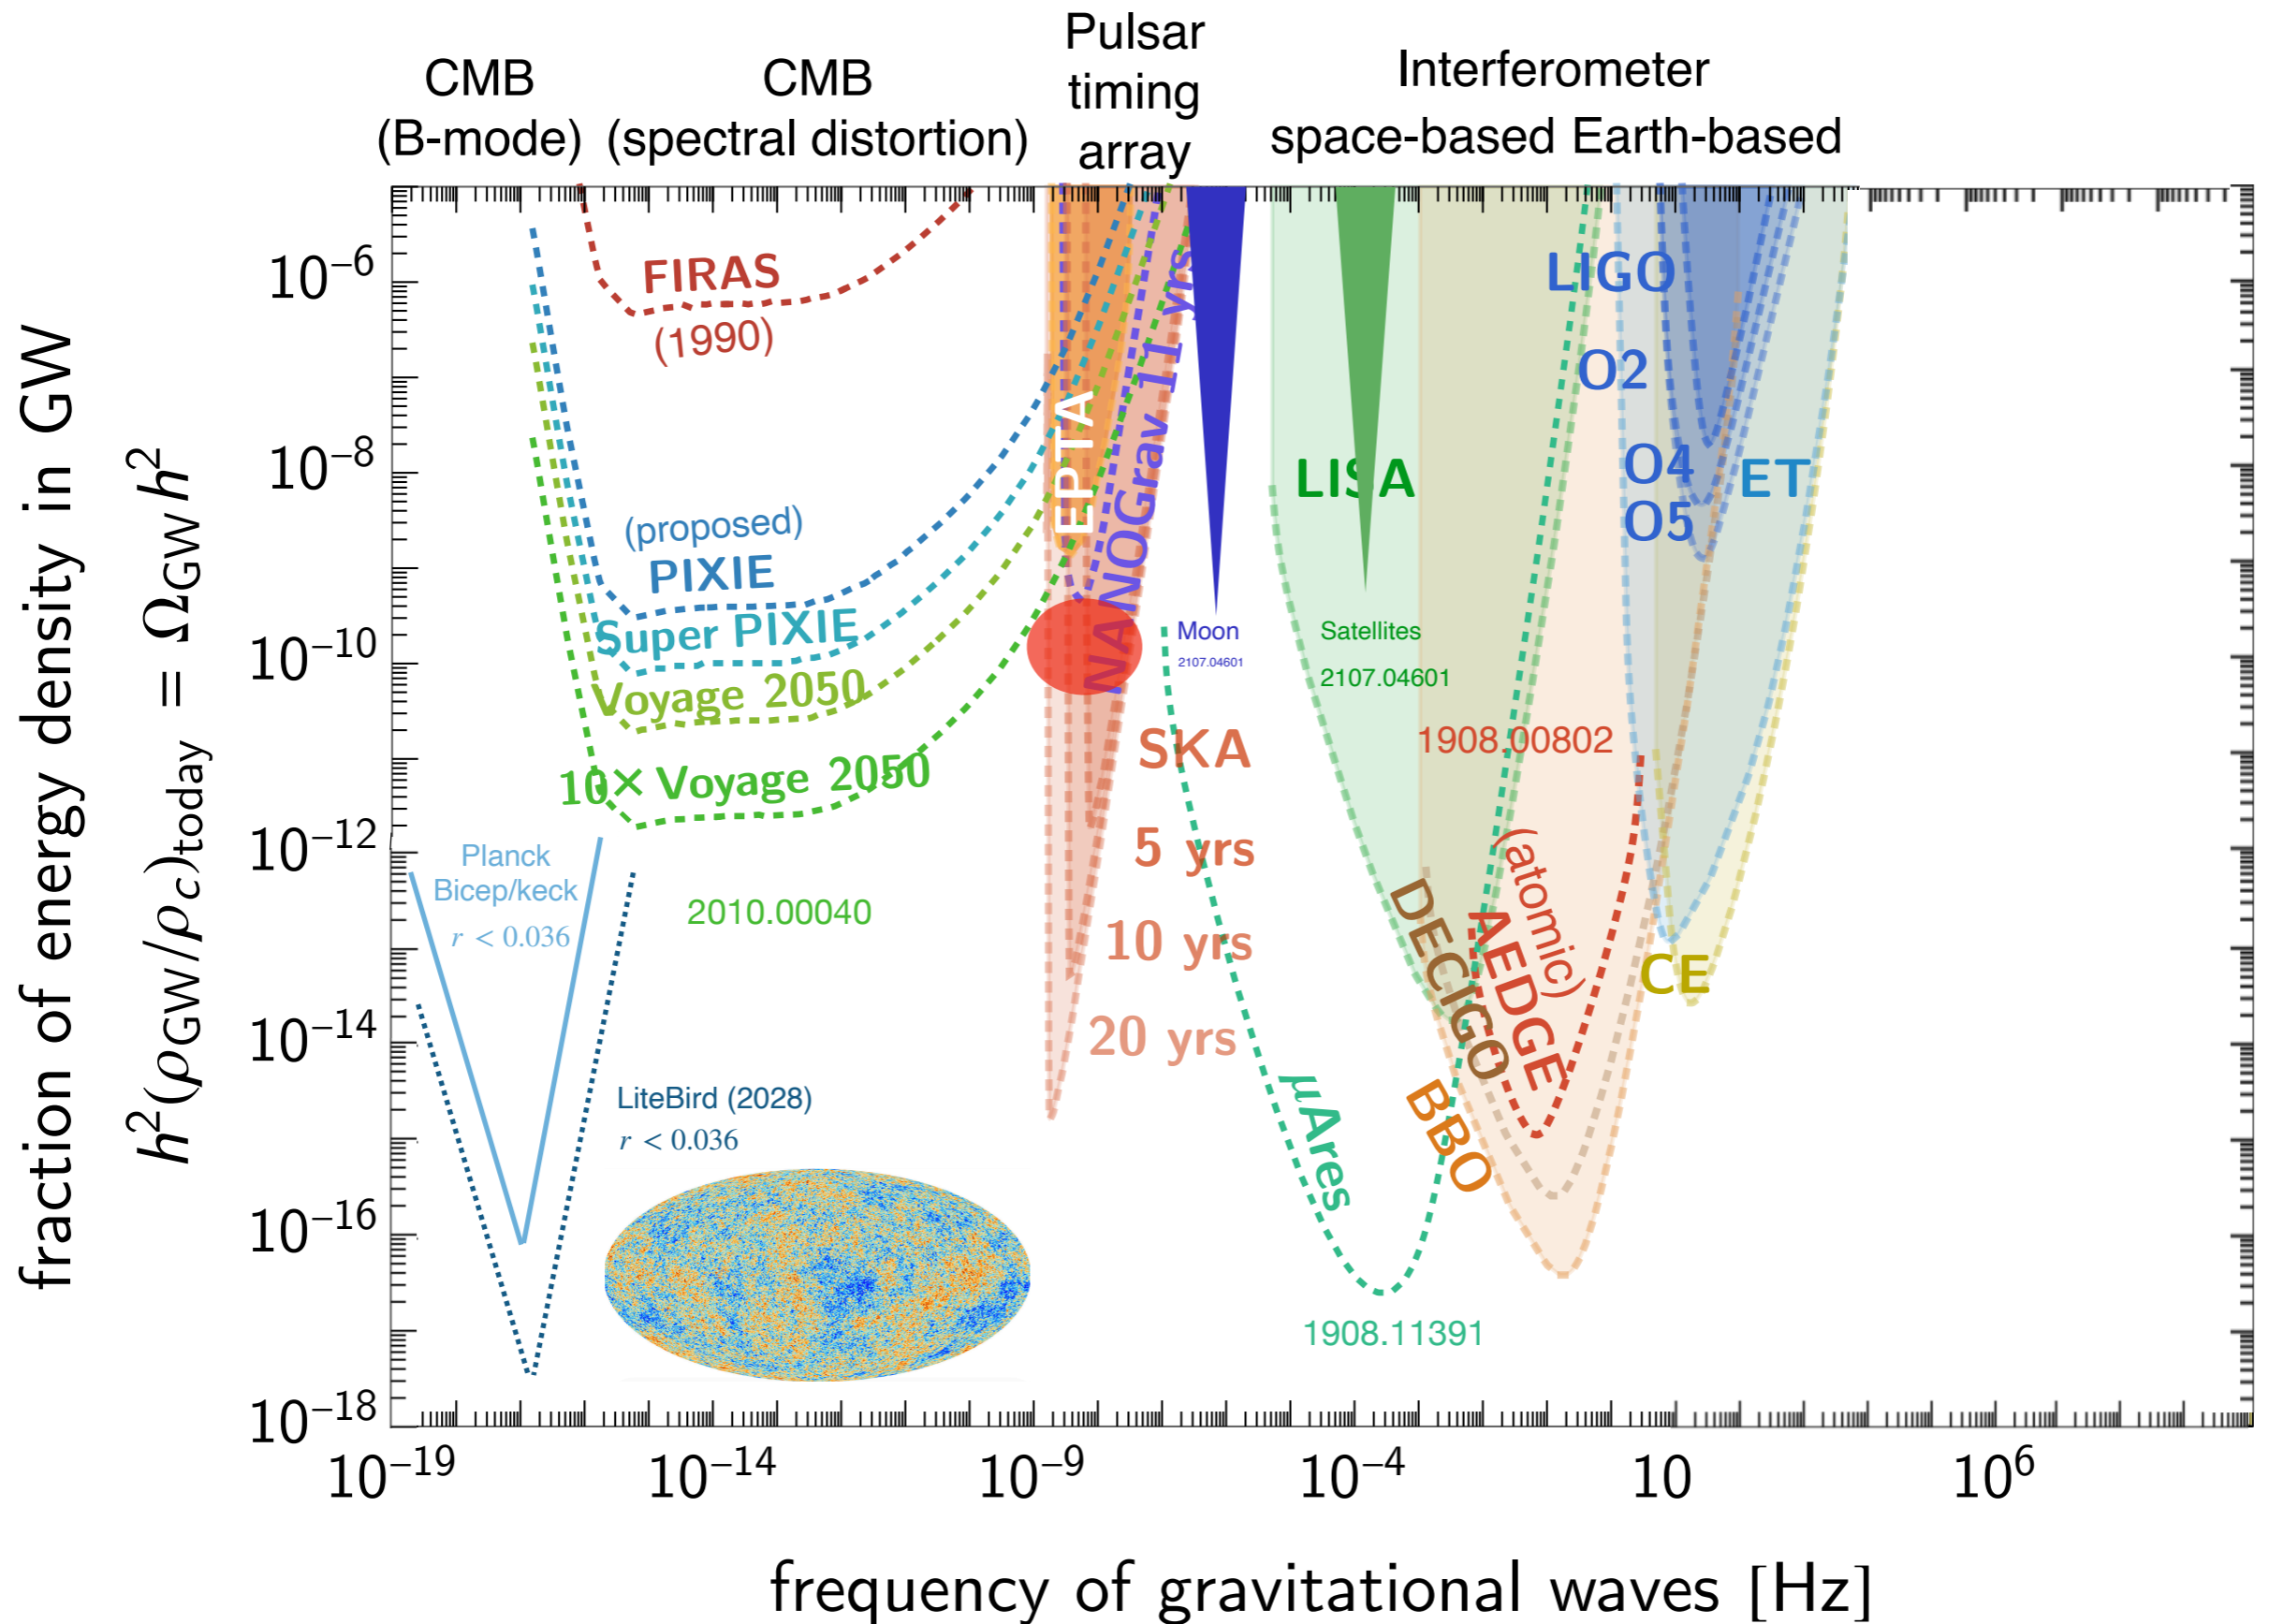 CMB
(B-mode)
CMB
(spectral distortion)
Pulsar
timing
array
Interferometer
space-based Earth-based
fraction of energy density in GW
h²(ρGW/ρc)today = ΩGW h²
10⁻⁶
10⁻⁸
10⁻¹⁰
10⁻¹²
10⁻¹⁴
10⁻¹⁶
10⁻¹⁸
FIRAS
(1990)
(proposed)
PIXIE
Super PIXIE
Voyage 2050
10× Voyage 2050
Planck
Bicep/keck
r < 0.036
2010.00040
LiteBird (2028)
r < 0.036
EPTA
NANOGrav 11 yrs
SKA
5 yrs
10 yrs
20 yrs
Moon
2107.04601
LISA
Satellites
2107.04601
1908.00802
LIGO
O2
O4
O5
ET
CE
(atomic)
AEDGE
DECIGO
BBO
μAres
1908.11391
10⁻¹⁹
10⁻¹⁴
10⁻⁹
10⁻⁴
10
10⁶
frequency of gravitational waves [Hz]